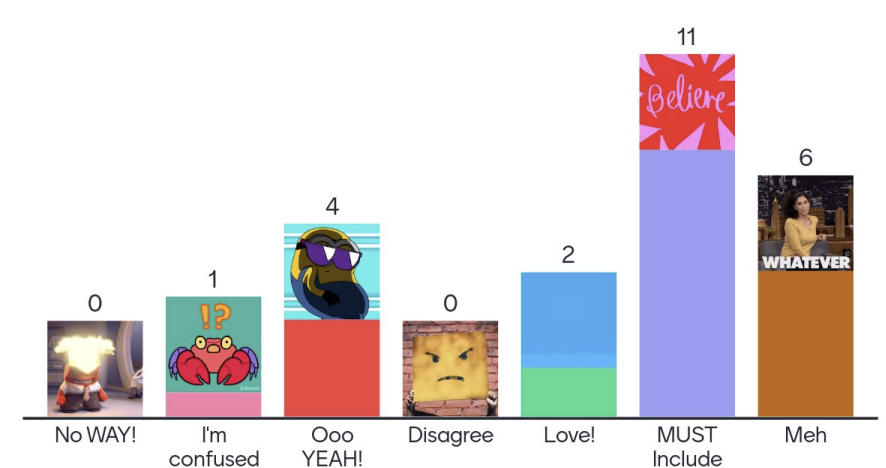 11
6
4
2
1
0
0
Believe
!?
WHATEVER
No WAY!
I'm
confused
Ooo
YEAH!
Disagree
Love!
MUST
Include
Meh